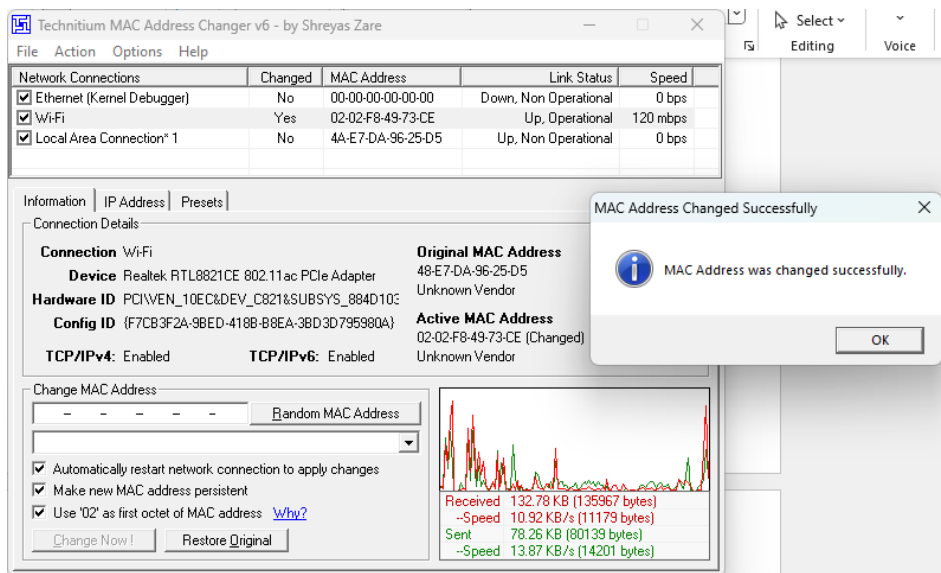 Technitium MAC Address Changer v6 - by Shreyas Zare
File Action Options Help
Select
Editing
Voice
Network Connections Changed MAC Address Link Status Speed
Ethernet (Kernel Debugger) No 00-00-00-00-00-00 Down, Non Operational 0 bps
Wi-Fi Yes 02-02-F8-49-73-CE Up, Operational 120 mbps
Local Area Connection* 1 No 4A-E7-DA-96-25-D5 Up, Non Operational 0 bps
Information IP Address Presets
Connection Details
Connection Wi-Fi
Device Realtek RTL8821CE 802.11ac PCIe Adapter
Hardware ID PCI\VEN_10EC&DEV_C821&SUBSYS_884D103
Config ID {F7CB3F2A-9BED-418B-B8EA-3BD3D795980A}
TCP/IPv4: Enabled TCP/IPv6: Enabled
Original MAC Address
48-E7-DA-96-25-D5
Unknown Vendor
Active MAC Address
02-02-F8-49-73-CE (Changed)
Unknown Vendor
MAC Address Changed Successfully
MAC Address was changed successfully.
OK
Change MAC Address
- - - - - Random MAC Address
Automatically restart network connection to apply changes
Make new MAC address persistent
Use '02' as first octet of MAC address Why?
Change Now ! Restore Original
Received 132.78 KB (135967 bytes)
--Speed 10.92 KB/s (11179 bytes)
Sent 78.26 KB (80139 bytes)
--Speed 13.87 KB/s (14201 bytes)